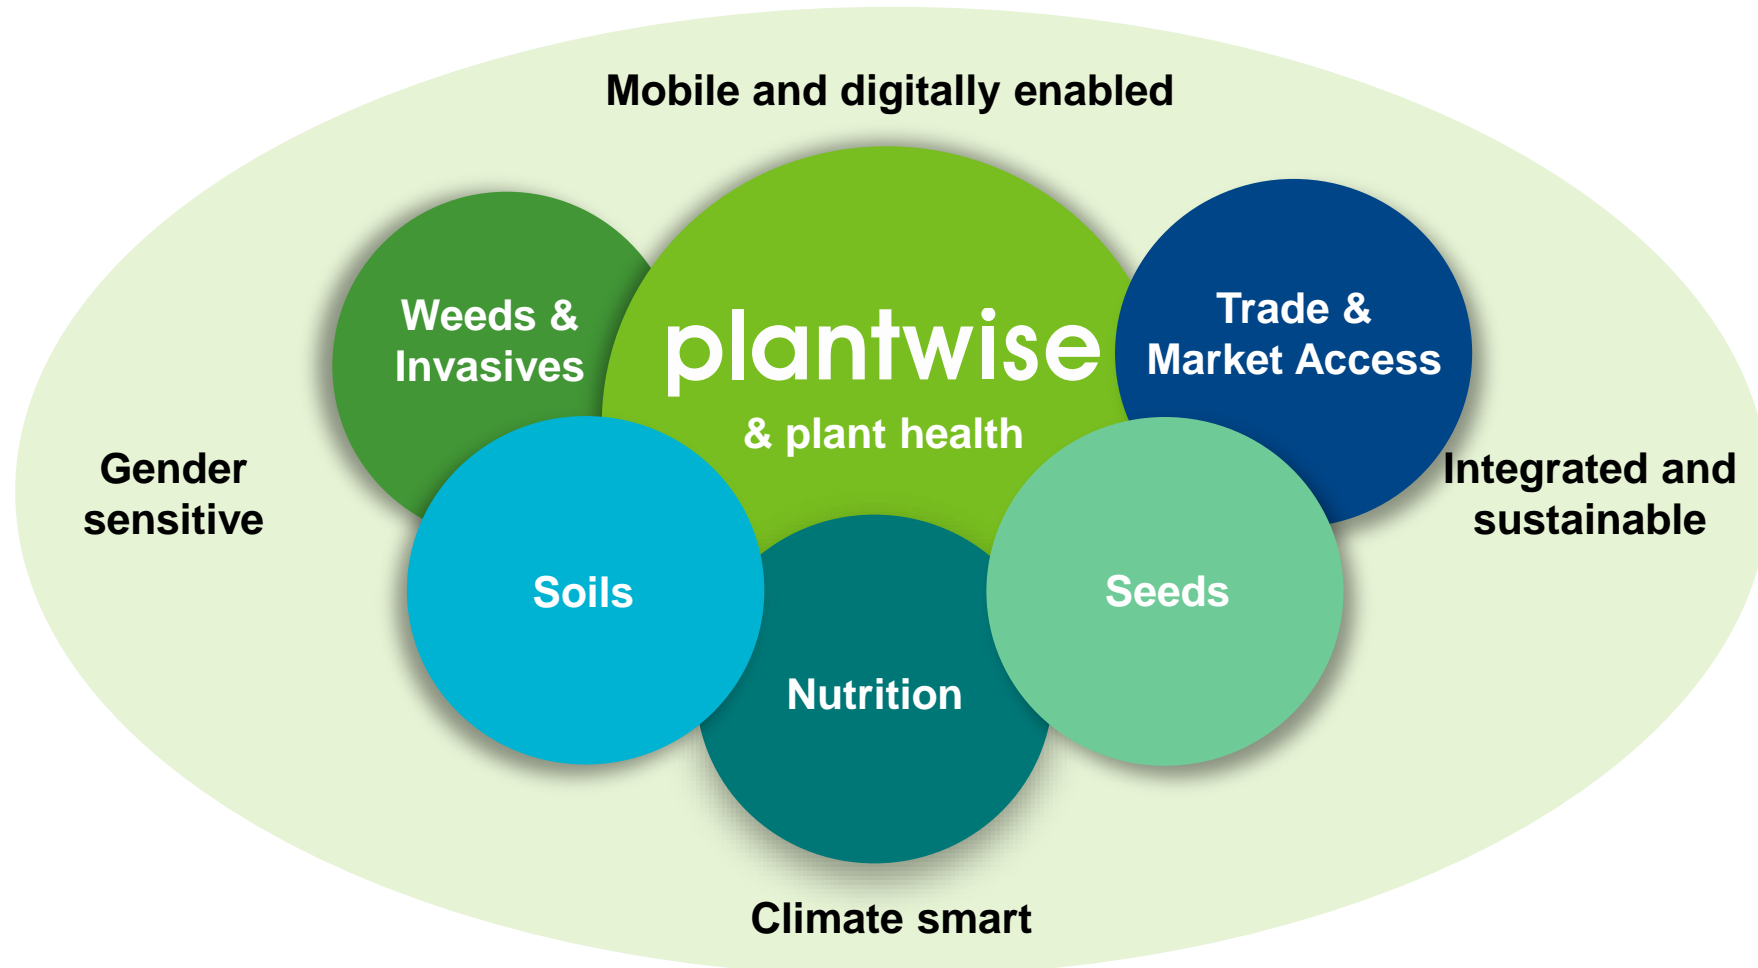 Mobile and digitally enabled
Weeds &
Invasives
plantwise
& plant health
Trade &
Market Access
Gender
sensitive
Integrated and
sustainable
Soils
Seeds
Nutrition
Climate smart